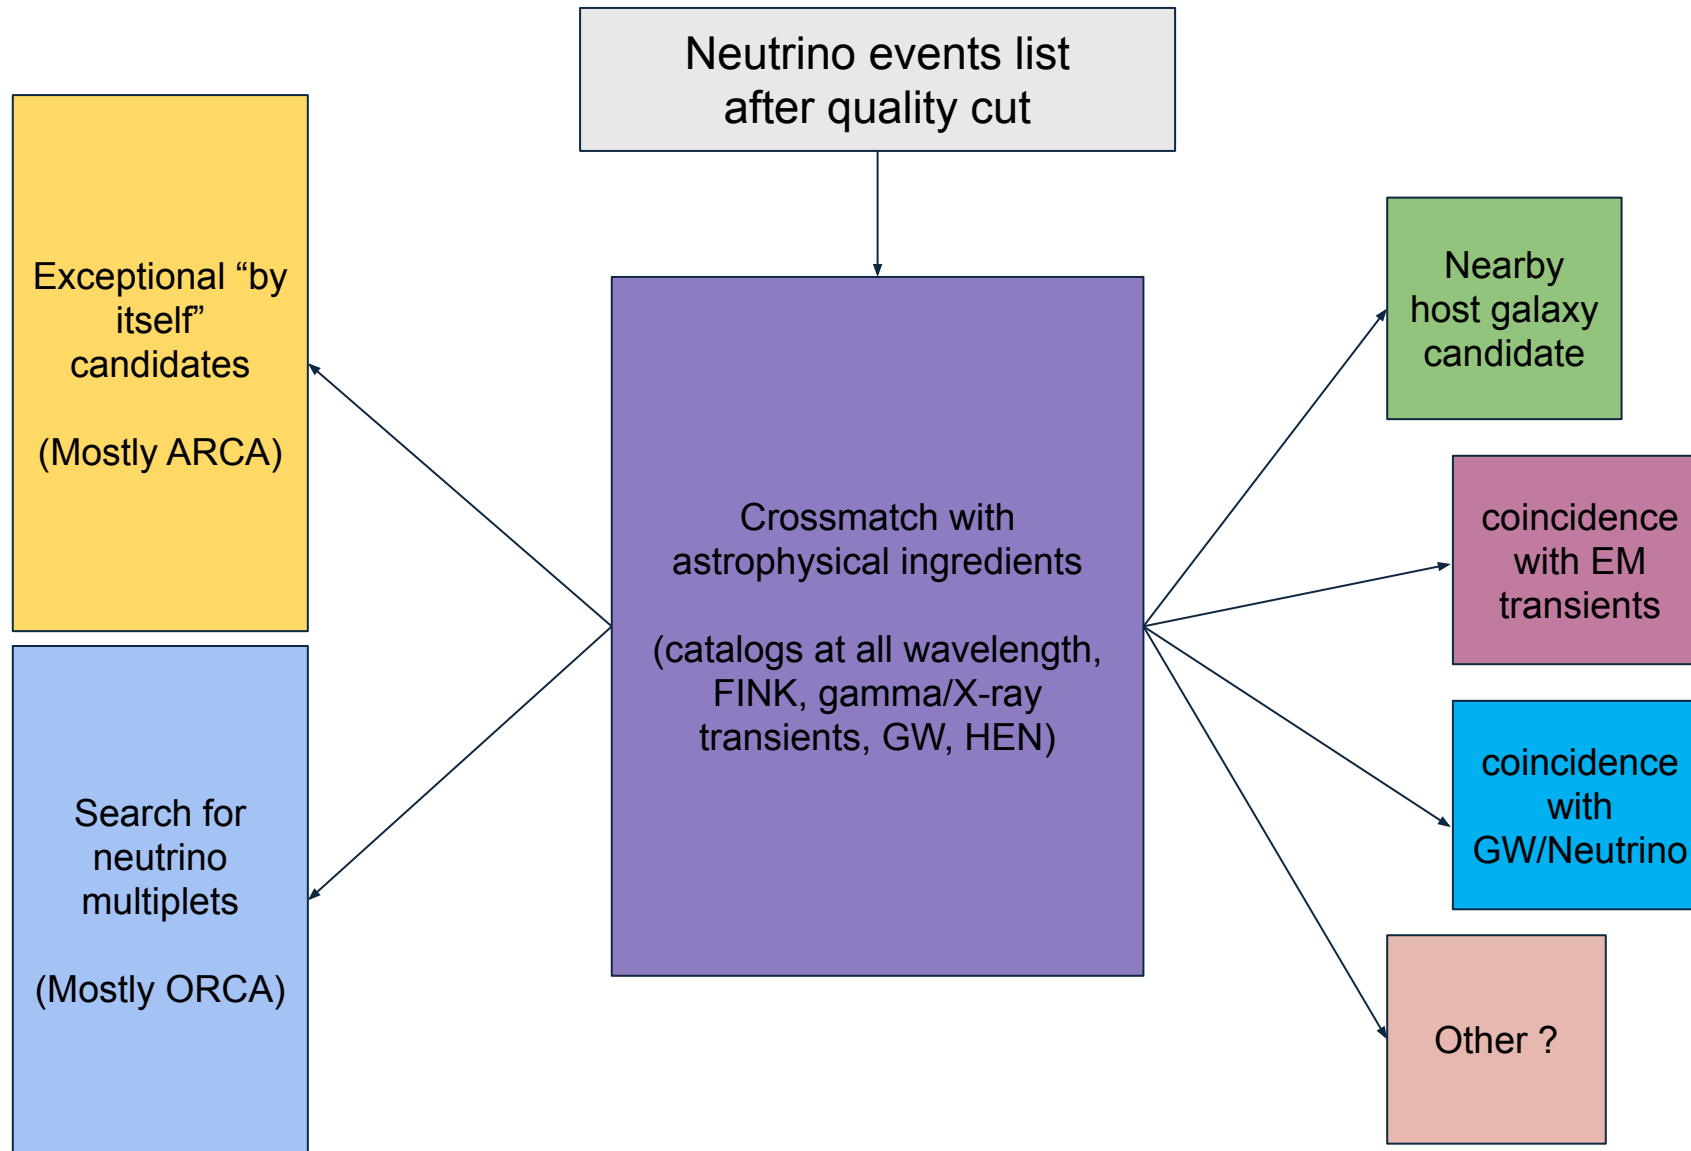 Neutrino events list
after quality cut
Exceptional “by
itself”
candidates
(Mostly ARCA)
Search for
neutrino
multiplets
(Mostly ORCA)
Crossmatch with
astrophysical ingredients
(catalogs at all wavelength,
FINK, gamma/X-ray
transients, GW, HEN)
Nearby
host galaxy
candidate
coincidence
with EM
transients
coincidence
with
GW/Neutrino
Other ?